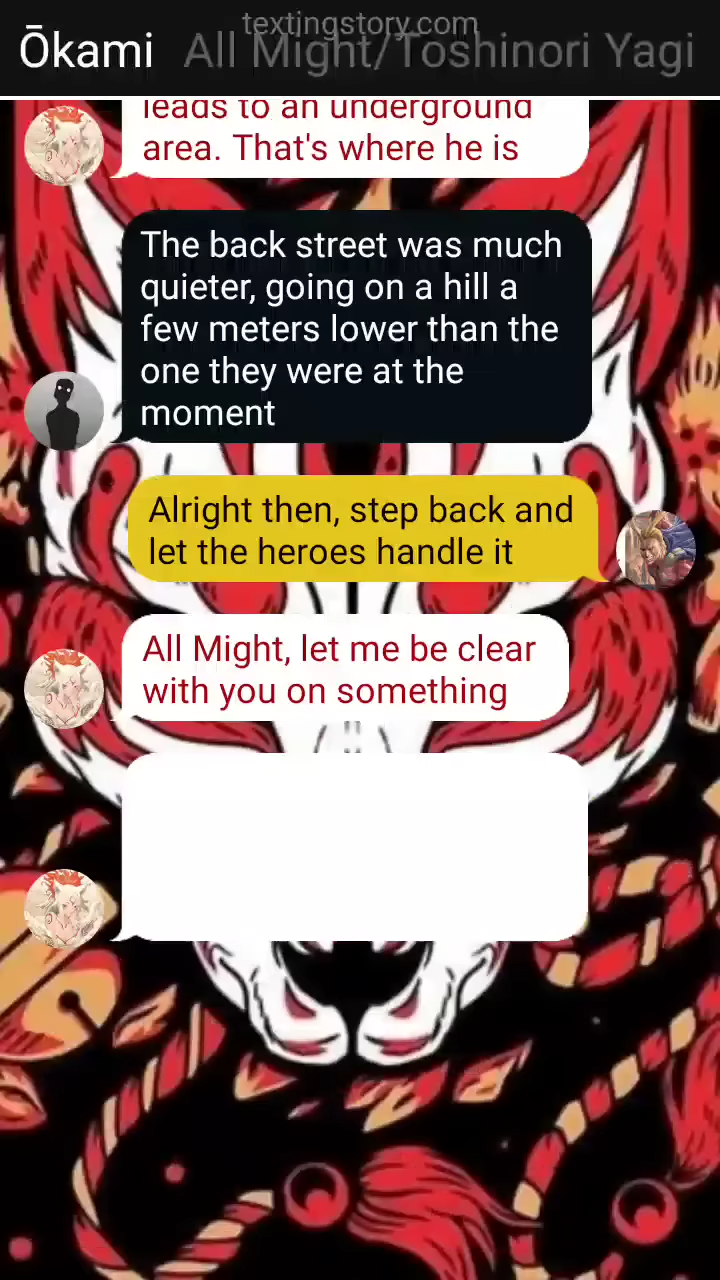 textingstory.com
Ōkami All Might/Toshinori Yagi
leads to an underground
area. That's where he is
The back street was much
quieter, going on a hill a
few meters lower than the
one they were at the
moment
Alright then, step back and
let the heroes handle it
All Might, let me be clear
with you on something